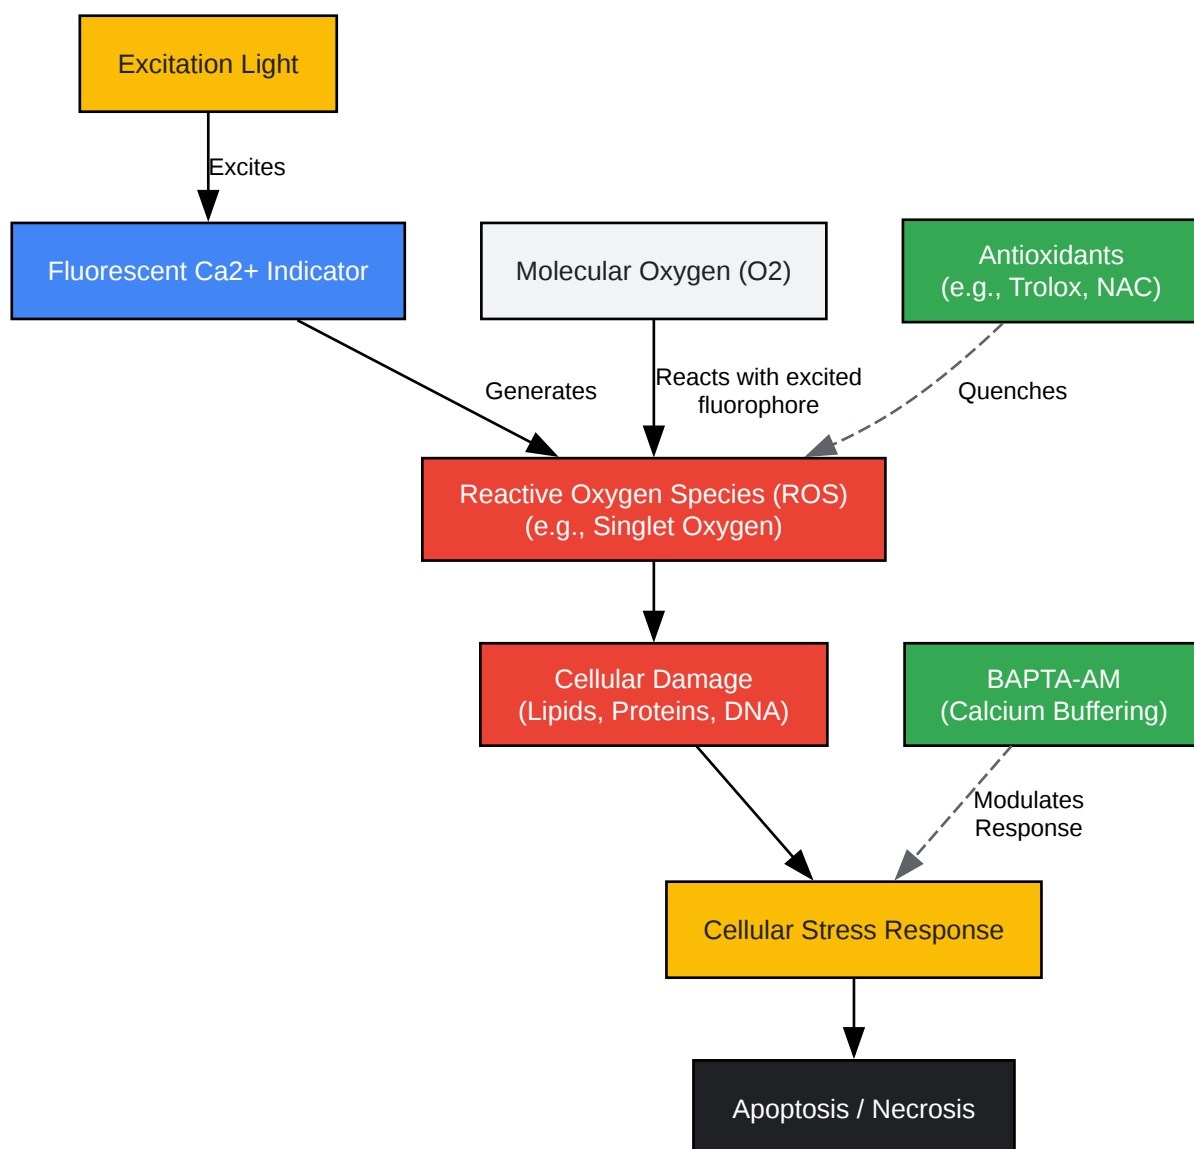 Excitation Light
Excites
Fluorescent Ca2+ Indicator
Molecular Oxygen (O2)
Antioxidants
(e.g., Trolox, NAC)
Generates
Reacts with excited
fluorophore
Quenches
Reactive Oxygen Species (ROS)
(e.g., Singlet Oxygen)
Cellular Damage
(Lipids, Proteins, DNA)
BAPTA-AM
(Calcium Buffering)
Modulates
Response
Cellular Stress Response
Apoptosis / Necrosis